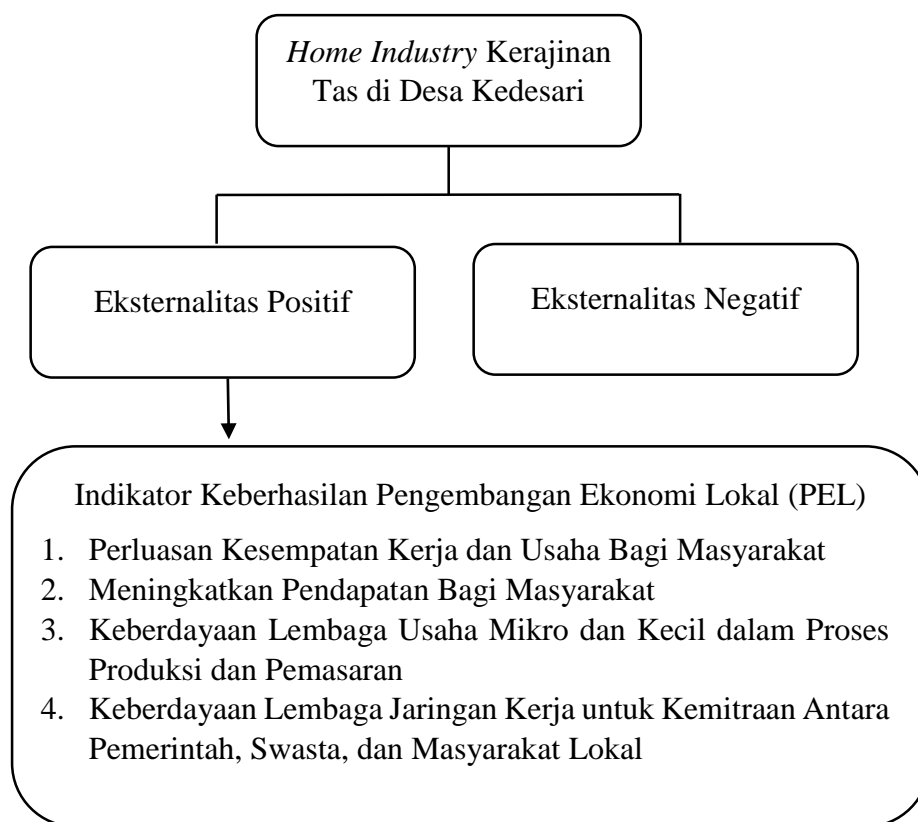 Home Industry Kerajinan
Tas di Desa Kedesari
Eksternalitas Positif
Eksternalitas Negatif
Indikator Keberhasilan Pengembangan Ekonomi Lokal (PEL)
1. Perluasan Kesempatan Kerja dan Usaha Bagi Masyarakat
2. Meningkatkan Pendapatan Bagi Masyarakat
3. Keberdayaan Lembaga Usaha Mikro dan Kecil dalam Proses
Produksi dan Pemasaran
4. Keberdayaan Lembaga Jaringan Kerja untuk Kemitraan Antara
Pemerintah, Swasta, dan Masyarakat Lokal